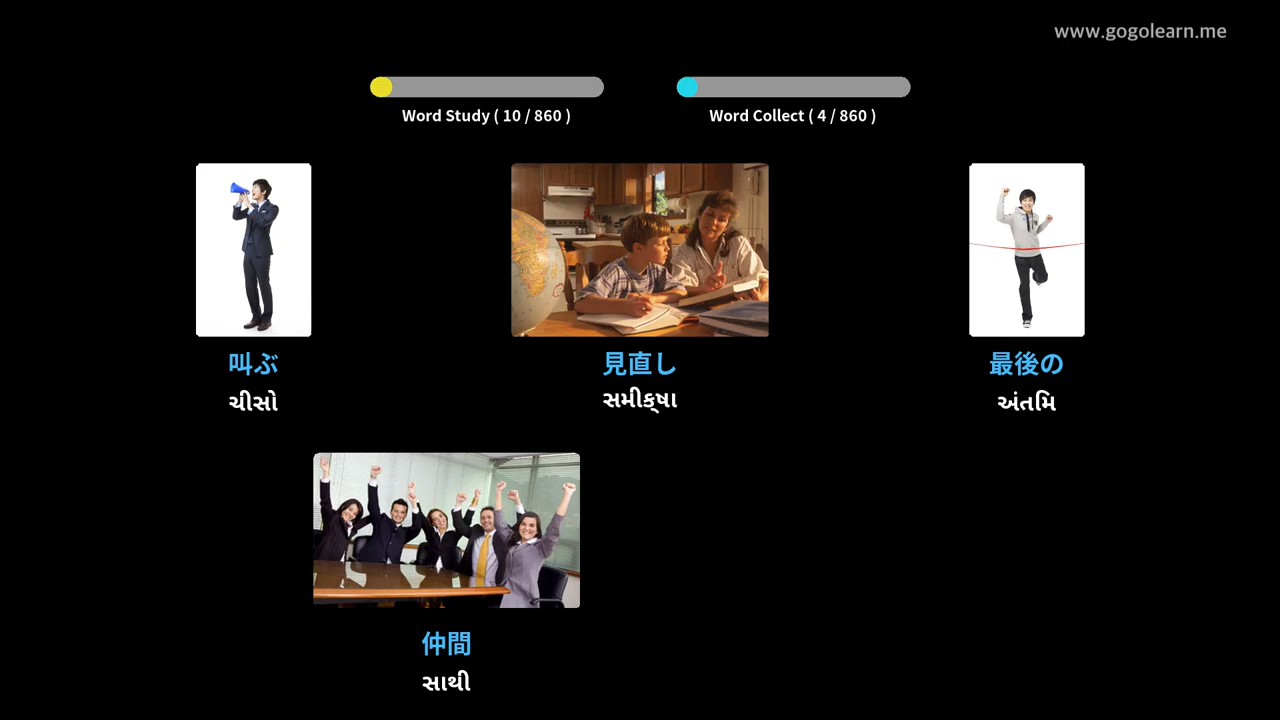 www.gogolearn.me
Word Study ( 10 / 860 )
Word Collect ( 4 / 860 )
叫ぶ
ચીસો
見直し
સમીક્ષા
最後の
અંતમિ
仲間
સાથી